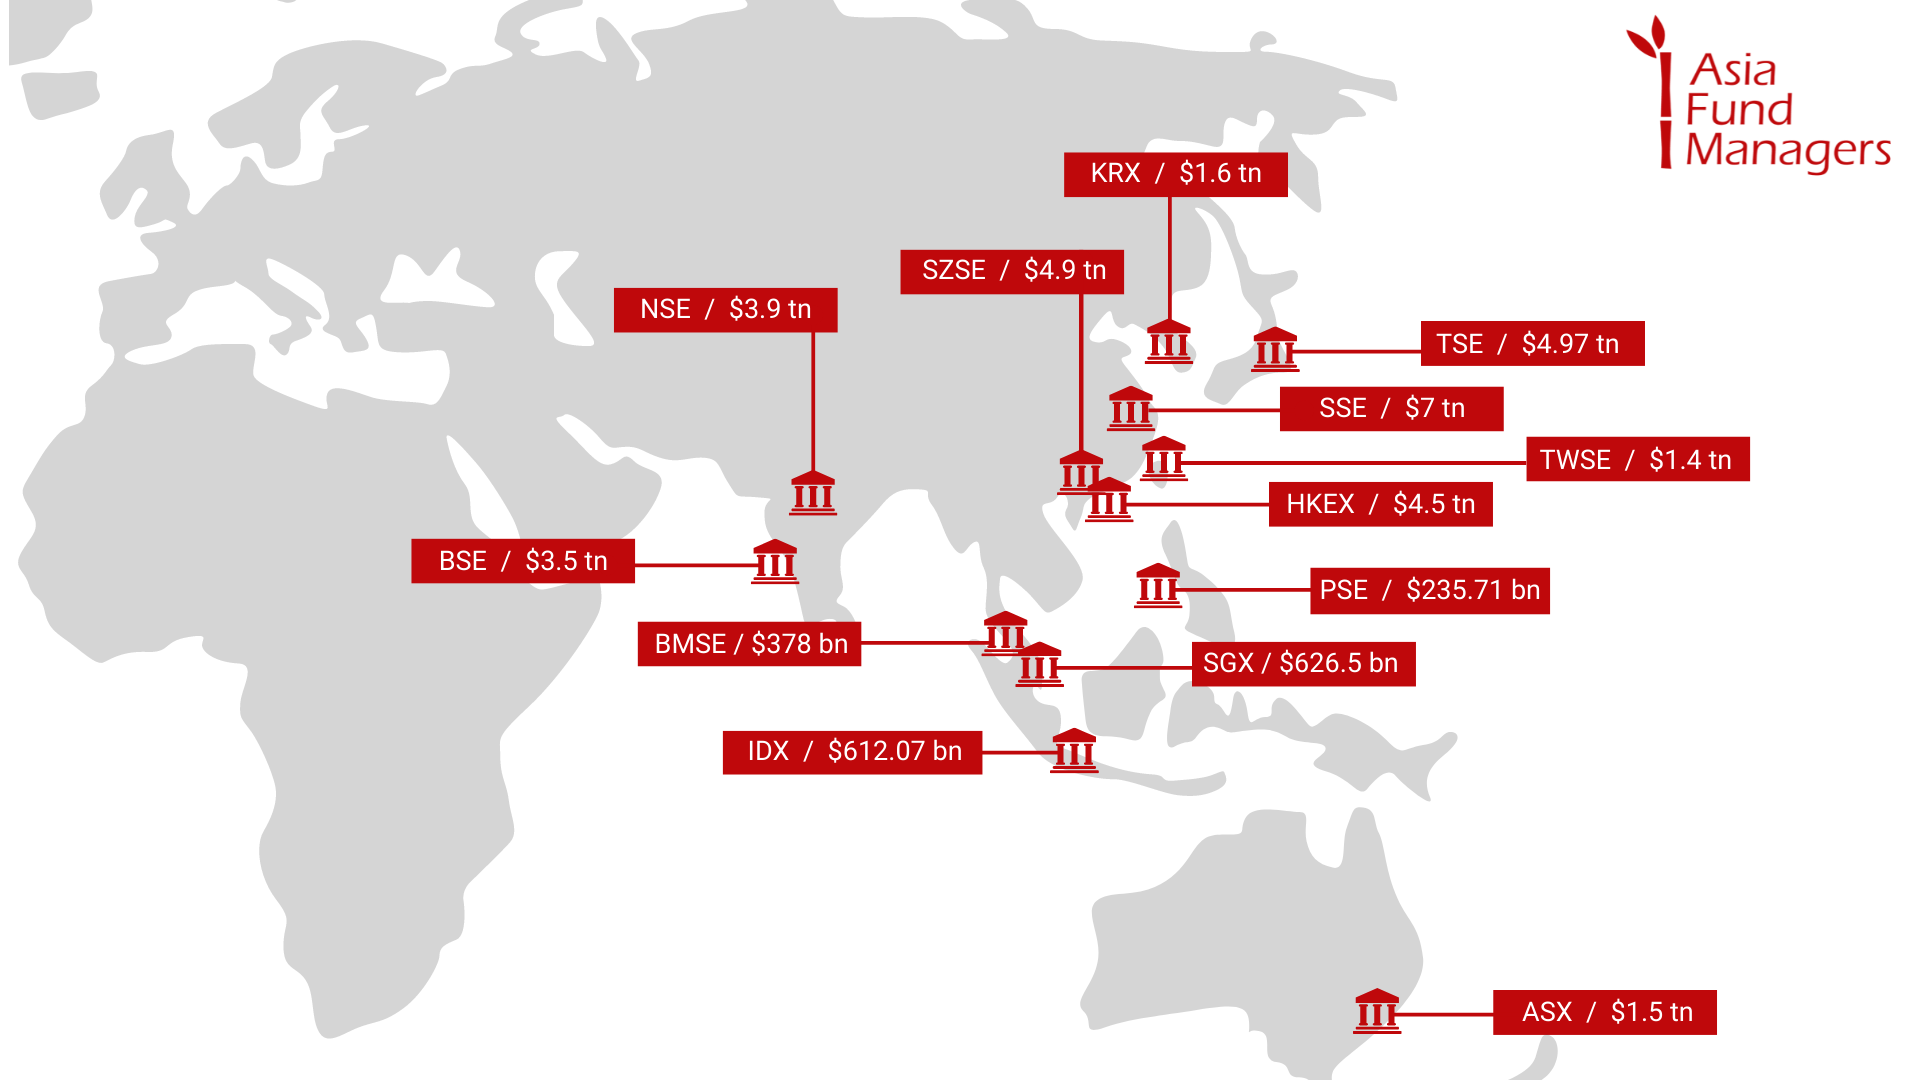 Asia
Fund
Managers
KRX / $1.6 tn
SZSE / $4.9 tn
NSE / $3.9 tn
TSE / $4.97 tn
SSE / $7 tn
TWSE / $1.4 tn
HKEX / $4.5 tn
BSE / $3.5 tn
PSE / $235.71 bn
BMSE / $378 bn
SGX / $626.5 bn
IDX / $612.07 bn
ASX / $1.5 tn